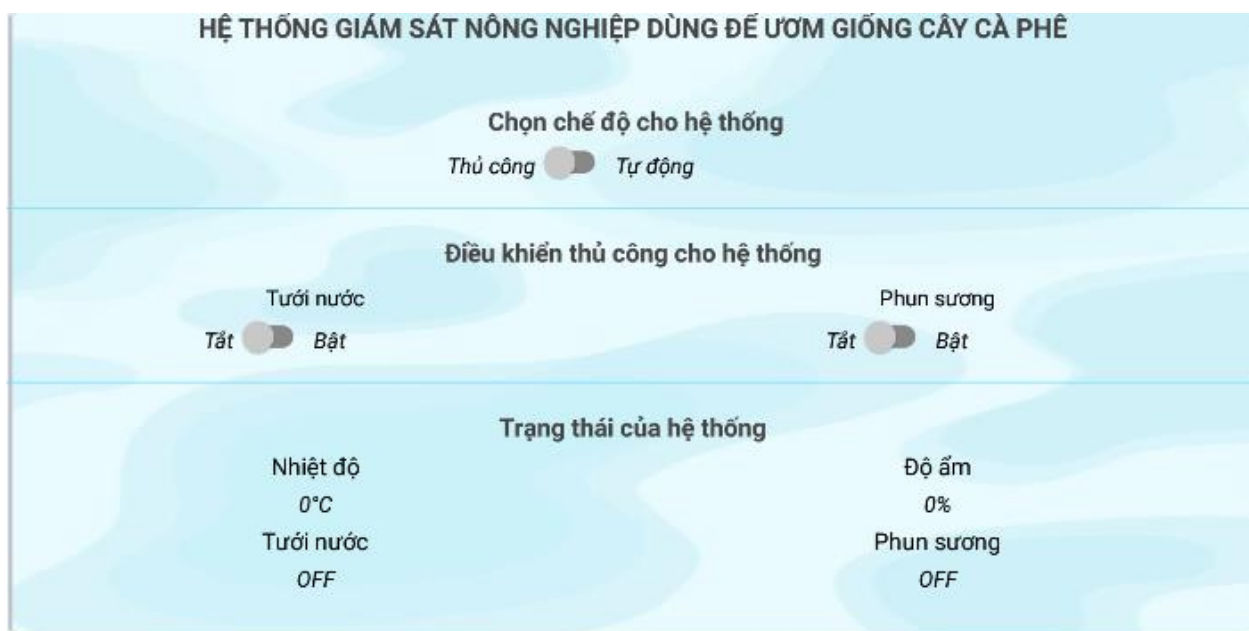 HỆ THỐNG GIÁM SÁT NÔNG NGHIỆP DÙNG ĐỂ ƯƠM GIỐNG CÂY CÀ PHÊ
Chọn chế độ cho hệ thống
Thủ công Tự động
Điều khiển thủ công cho hệ thống
Tưới nước Phun sương
Tắt Bật Tắt Bật
Trạng thái của hệ thống
Nhiệt độ Độ ẩm
0°C 0%
Tưới nước Phun sương
OFF OFF